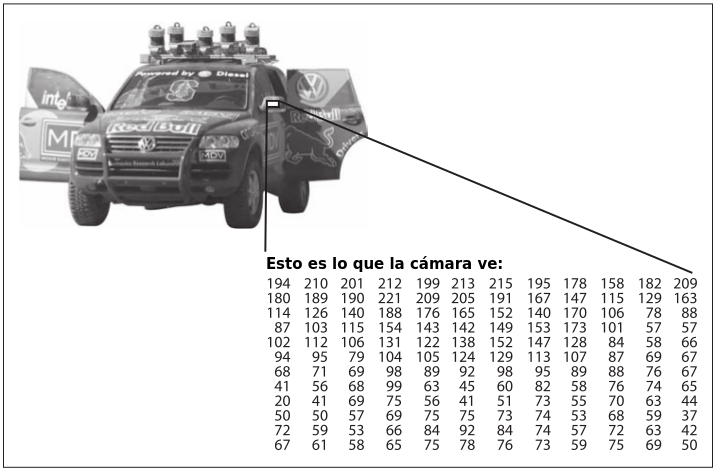 Powered by Diesel
intel
Red Bull
MDV
MDV
Red Bull
Driver
Esto es lo que la cámara ve:
194 210 201 212 199 213 215 195 178 158 182 209
180 189 190 221 209 205 191 167 147 115 129 163
114 126 140 188 176 165 152 140 170 106 78 88
87 103 115 154 143 142 149 153 173 101 57 57
102 112 106 131 122 138 152 147 128 84 58 66
94 95 79 104 105 124 129 113 107 87 69 67
68 71 69 98 89 92 98 95 89 88 76 67
41 56 68 99 63 45 60 82 58 76 74 65
20 41 69 75 56 41 51 73 55 70 63 44
50 50 57 69 75 75 73 74 53 68 59 37
72 59 53 66 84 92 84 74 57 72 63 42
67 61 58 65 75 78 76 73 59 75 69 50